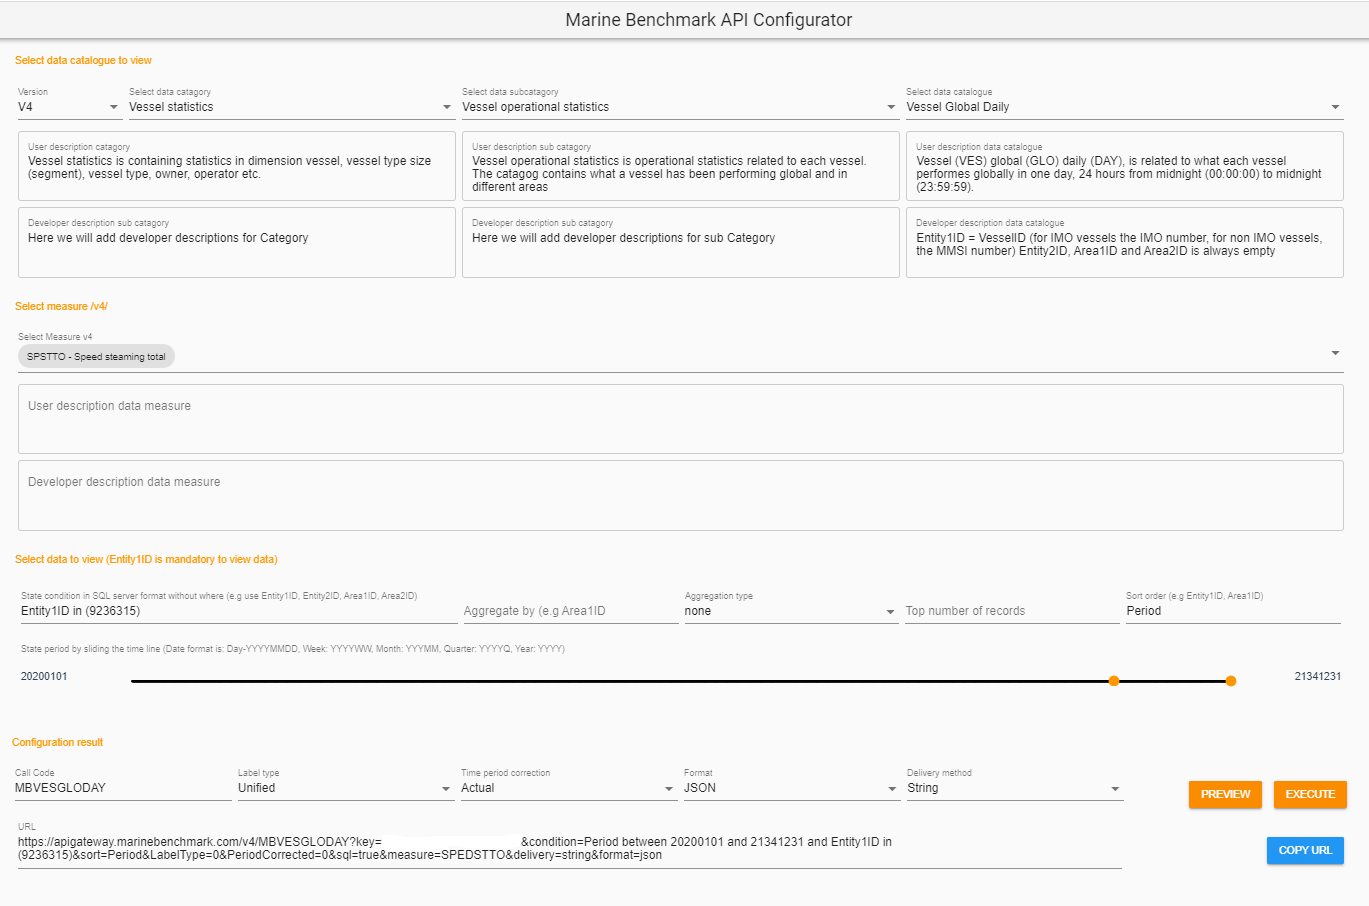 Marine Benchmark API Configurator
Select data catalogue to view
Version
V4
Select data catagory
Vessel statistics
Select data subcatagory
Vessel operational statistics
Select data catalogue
Vessel Global Daily
User description catagory
Vessel statistics is containing statistics in dimension vessel, vessel type size
(segment), vessel type, owner, operator etc.
User description sub catagory
Vessel operational statistics is operational statistics related to each vessel.
The catagog contains what a vessel has been performing global and in
different areas
User description data catalogue
Vessel (VES) global (GLO) daily (DAY), is related to what each vessel
performes globally in one day, 24 hours from midnight (00:00:00) to midnight
(23:59:59).
Developer description sub catagory
Here we will add developer descriptions for Category
Developer description sub catagory
Here we will add developer descriptions for sub Category
Developer description data catalogue
Entity1ID = VesselID (for IMO vessels the IMO number, for non IMO vessels,
the MMSI number) Entity2ID, Area1ID and Area2ID is always empty
Select measure /v4/
Select Measure v4
SPSTTO - Speed steaming total
User description data measure
Developer description data measure
Select data to view (Entity1ID is mandatory to view data)
State condition in SQL server format without where (e.g use Entity1ID, Entity2ID, Area1ID, Area2ID)
Entity1ID in (9236315)
Aggregate by (e.g Area1ID
Aggregation type
none
Top number of records
Sort order (e.g Entity1ID, Area1ID)
Period
State period by sliding the time line (Date format is: Day-YYYYMMDD, Week: YYYYWW, Month: YYYMM, Quarter: YYYYQ, Year: YYYY)
20200101
21341231
Configuration result
Call Code
MBVESGLODAY
Label type
Unified
Time period correction
Actual
Format
JSON
Delivery method
String
PREVIEW
EXECUTE
URL
https://apigateway.marinebenchmark.com/v4/MBVESGLODAY?key= &condition=Period between 20200101 and 21341231 and Entity1ID in
(9236315)&sort=Period&LabelType=0&PeriodCorrected=0&sql=true&measure=SPEDSTTO&delivery=string&format=json
COPY URL